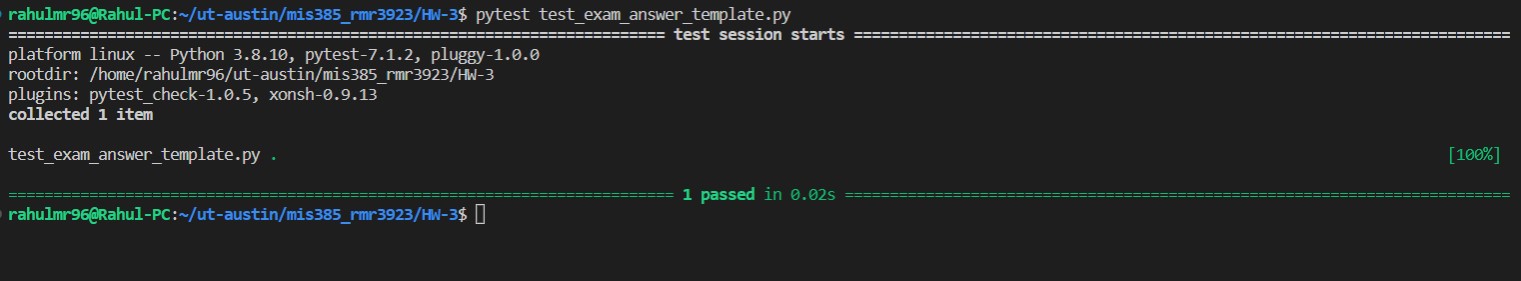 rahulmr96@Rahul-PC:~/ut-austin/mis385_rmr3923/HW-3$ pytest test_exam_answer_template.py
======================================================================== test session starts ========================================================================
platform linux -- Python 3.8.10, pytest-7.1.2, pluggy-1.0.0
rootdir: /home/rahulmr96/ut-austin/mis385_rmr3923/HW-3
plugins: pytest_check-1.0.5, xonsh-0.9.13
collected 1 item
test_exam_answer_template.py . [100%]
========================================================================= 1 passed in 0.02s =========================================================================
rahulmr96@Rahul-PC:~/ut-austin/mis385_rmr3923/HW-3$